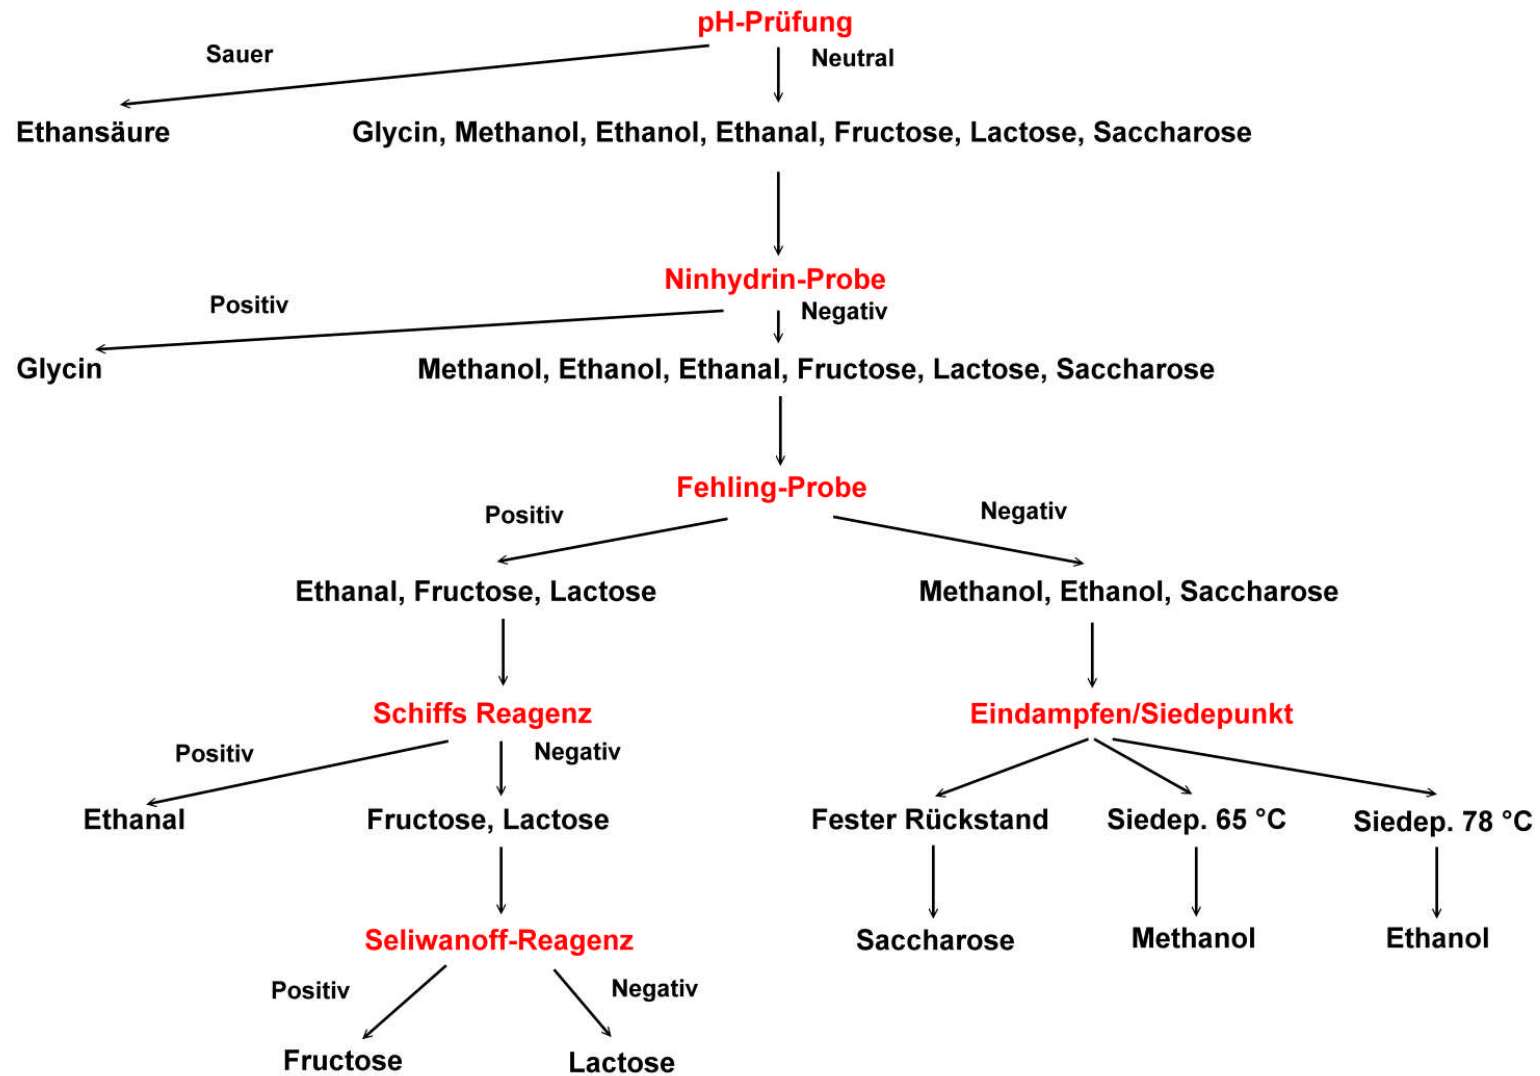 pH-Prüfung
Sauer
Neutral
Ethansäure
Glycin, Methanol, Ethanol, Ethanal, Fructose, Lactose, Saccharose
Ninhydrin-Probe
Positiv
Negativ
Glycin
Methanol, Ethanol, Ethanal, Fructose, Lactose, Saccharose
Fehling-Probe
Positiv
Negativ
Ethanal, Fructose, Lactose
Methanol, Ethanol, Saccharose
Schiffs Reagenz
Eindampfen/Siedepunkt
Positiv
Negativ
Ethanal
Fructose, Lactose
Fester Rückstand
Siedep. 65 °C
Siedep. 78 °C
Seliwanoff-Reagenz
Saccharose
Methanol
Ethanol
Positiv
Negativ
Fructose
Lactose